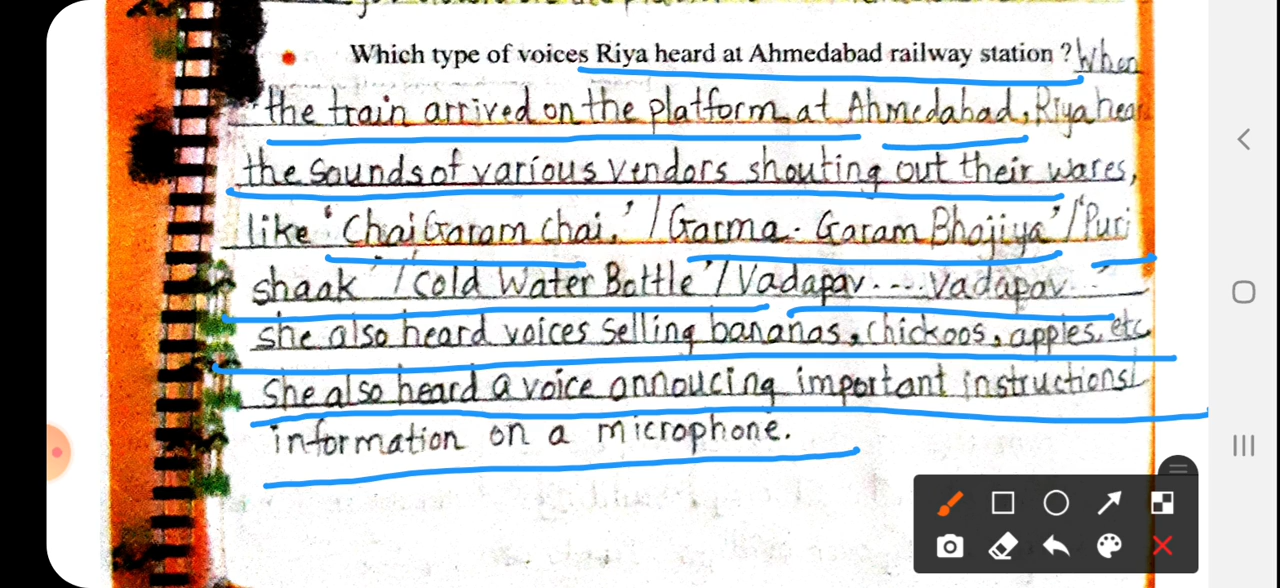 Which type of voices Riya heard at Ahmedabad railway station ? When
the train arrived on the platform at Ahmedabad, Riya hear
the sounds of various vendors shouting out their wares,
like 'Chai Garam chai.' / Garma. Garam Bhajiya' / 'Puri
shaak ' / Cold Water Bottle ' / Vadapav....vadapav...'
she also heard voices selling bananas, chickoos, apples, etc
She also heard a voice annoucing important instructions/
information on a microphone.